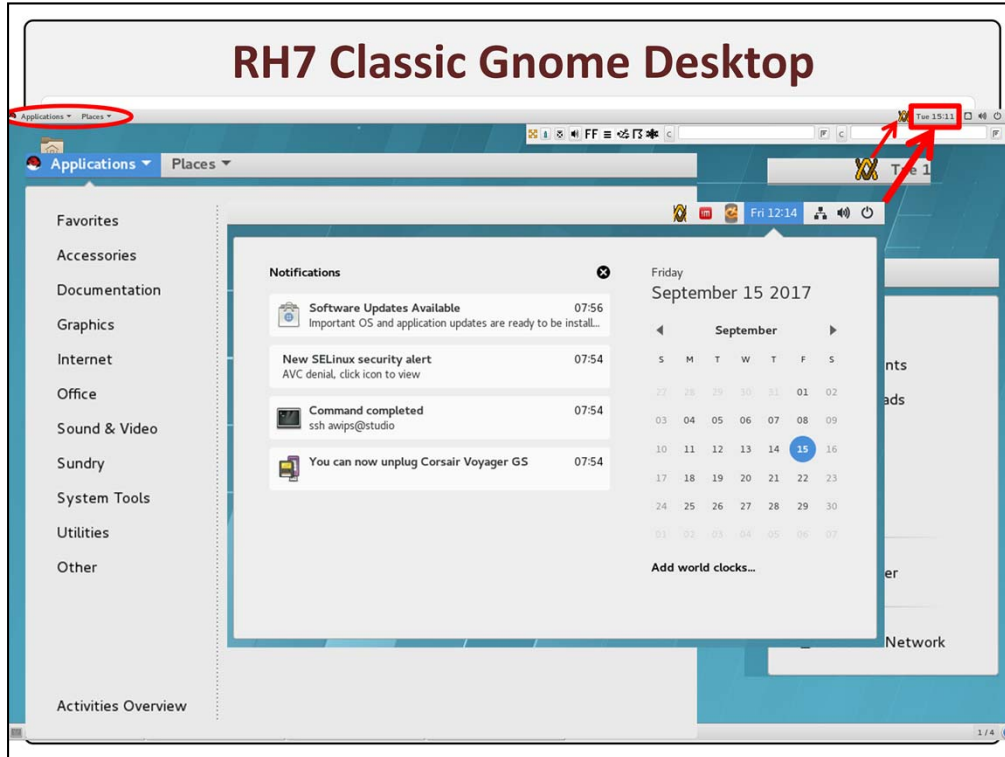 RH7 Classic Gnome Desktop
Applications Places
Tue 15:11
FF
C F C F
Applications Places
Favorites
Accessories
Documentation
Graphics
Internet
Office
Sound & Video
Sundry
System Tools
Utilities
Other
Activities Overview
im Fri 12:14
Notifications
Software Updates Available 07:56
Important OS and application updates are ready to be install...
New SELinux security alert 07:54
AVC denial, click icon to view
Command completed 07:54
ssh awips@studio
You can now unplug Corsair Voyager GS 07:54
Friday
September 15 2017
September
S M T W T F S
27 28 29 30 31 01 02
03 04 05 06 07 08 09
10 11 12 13 14 15 16
17 18 19 20 21 22 23
24 25 26 27 28 29 30
01 02 03 04 05 06 07
Add world clocks...
nts
ads
er
Network
1 / 4